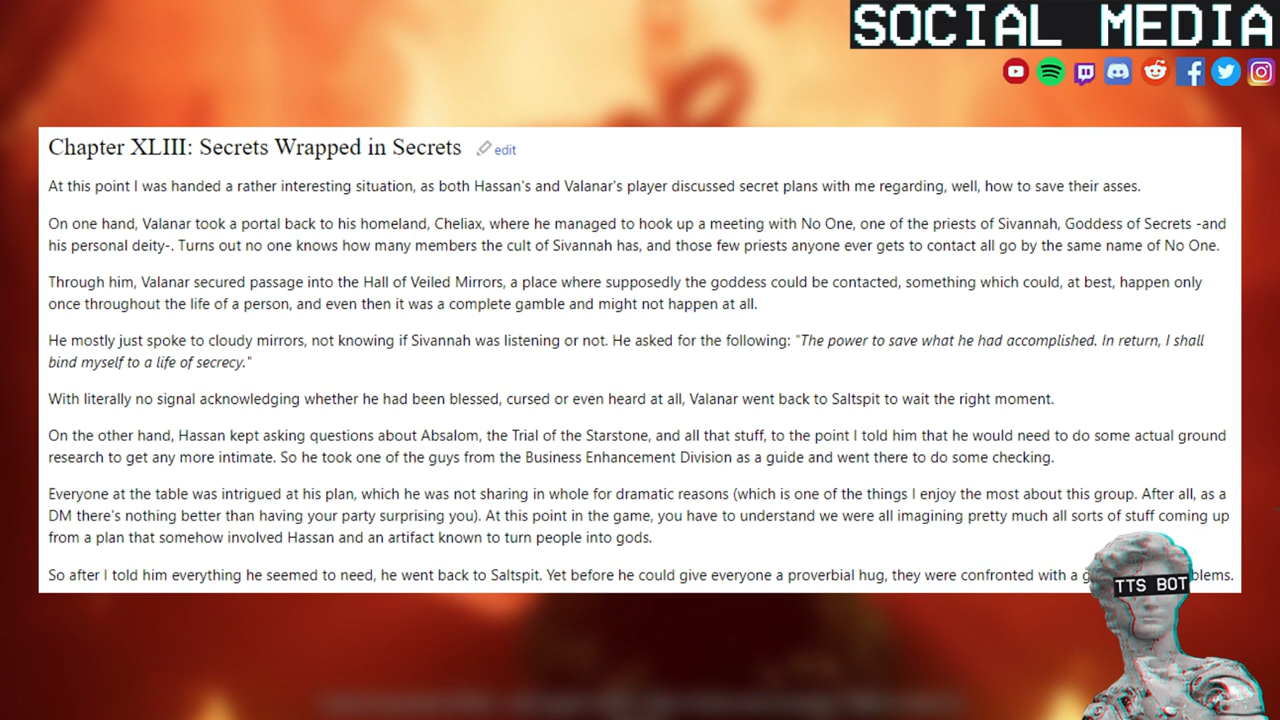 SOCIAL MEDIA
Chapter XLIII: Secrets Wrapped in Secrets edit
At this point I was handed a rather interesting situation, as both Hassan's and Valanar's player discussed secret plans with me regarding, well, how to save their asses.
On one hand, Valanar took a portal back to his homeland, Cheliax, where he managed to hook up a meeting with No One, one of the priests of Sivannah, Goddess of Secrets -and
his personal deity-. Turns out no one knows how many members the cult of Sivannah has, and those few priests anyone ever gets to contact all go by the same name of No One.
Through him, Valanar secured passage into the Hall of Veiled Mirrors, a place where supposedly the goddess could be contacted, something which could, at best, happen only
once throughout the life of a person, and even then it was a complete gamble and might not happen at all.
He mostly just spoke to cloudy mirrors, not knowing if Sivannah was listening or not. He asked for the following: "The power to save what he had accomplished. In return, I shall
bind myself to a life of secrecy."
With literally no signal acknowledging whether he had been blessed, cursed or even heard at all, Valanar went back to Saltspit to wait the right moment.
On the other hand, Hassan kept asking questions about Absalom, the Trial of the Starstone, and all that stuff, to the point I told him that he would need to do some actual ground
research to get any more intimate. So he took one of the guys from the Business Enhancement Division as a guide and went there to do some checking.
Everyone at the table was intrigued at his plan, which he was not sharing in whole for dramatic reasons (which is one of the things I enjoy the most about this group. After all, as a
DM there's nothing better than having your party surprising you). At this point in the game, you have to understand we were all imagining pretty much all sorts of stuff coming up
from a plan that somehow involved Hassan and an artifact known to turn people into gods.
So after I told him everything he seemed to need, he went back to Saltspit. Yet before he could give everyone a proverbial hug, they were confronted with a
TTS BOT